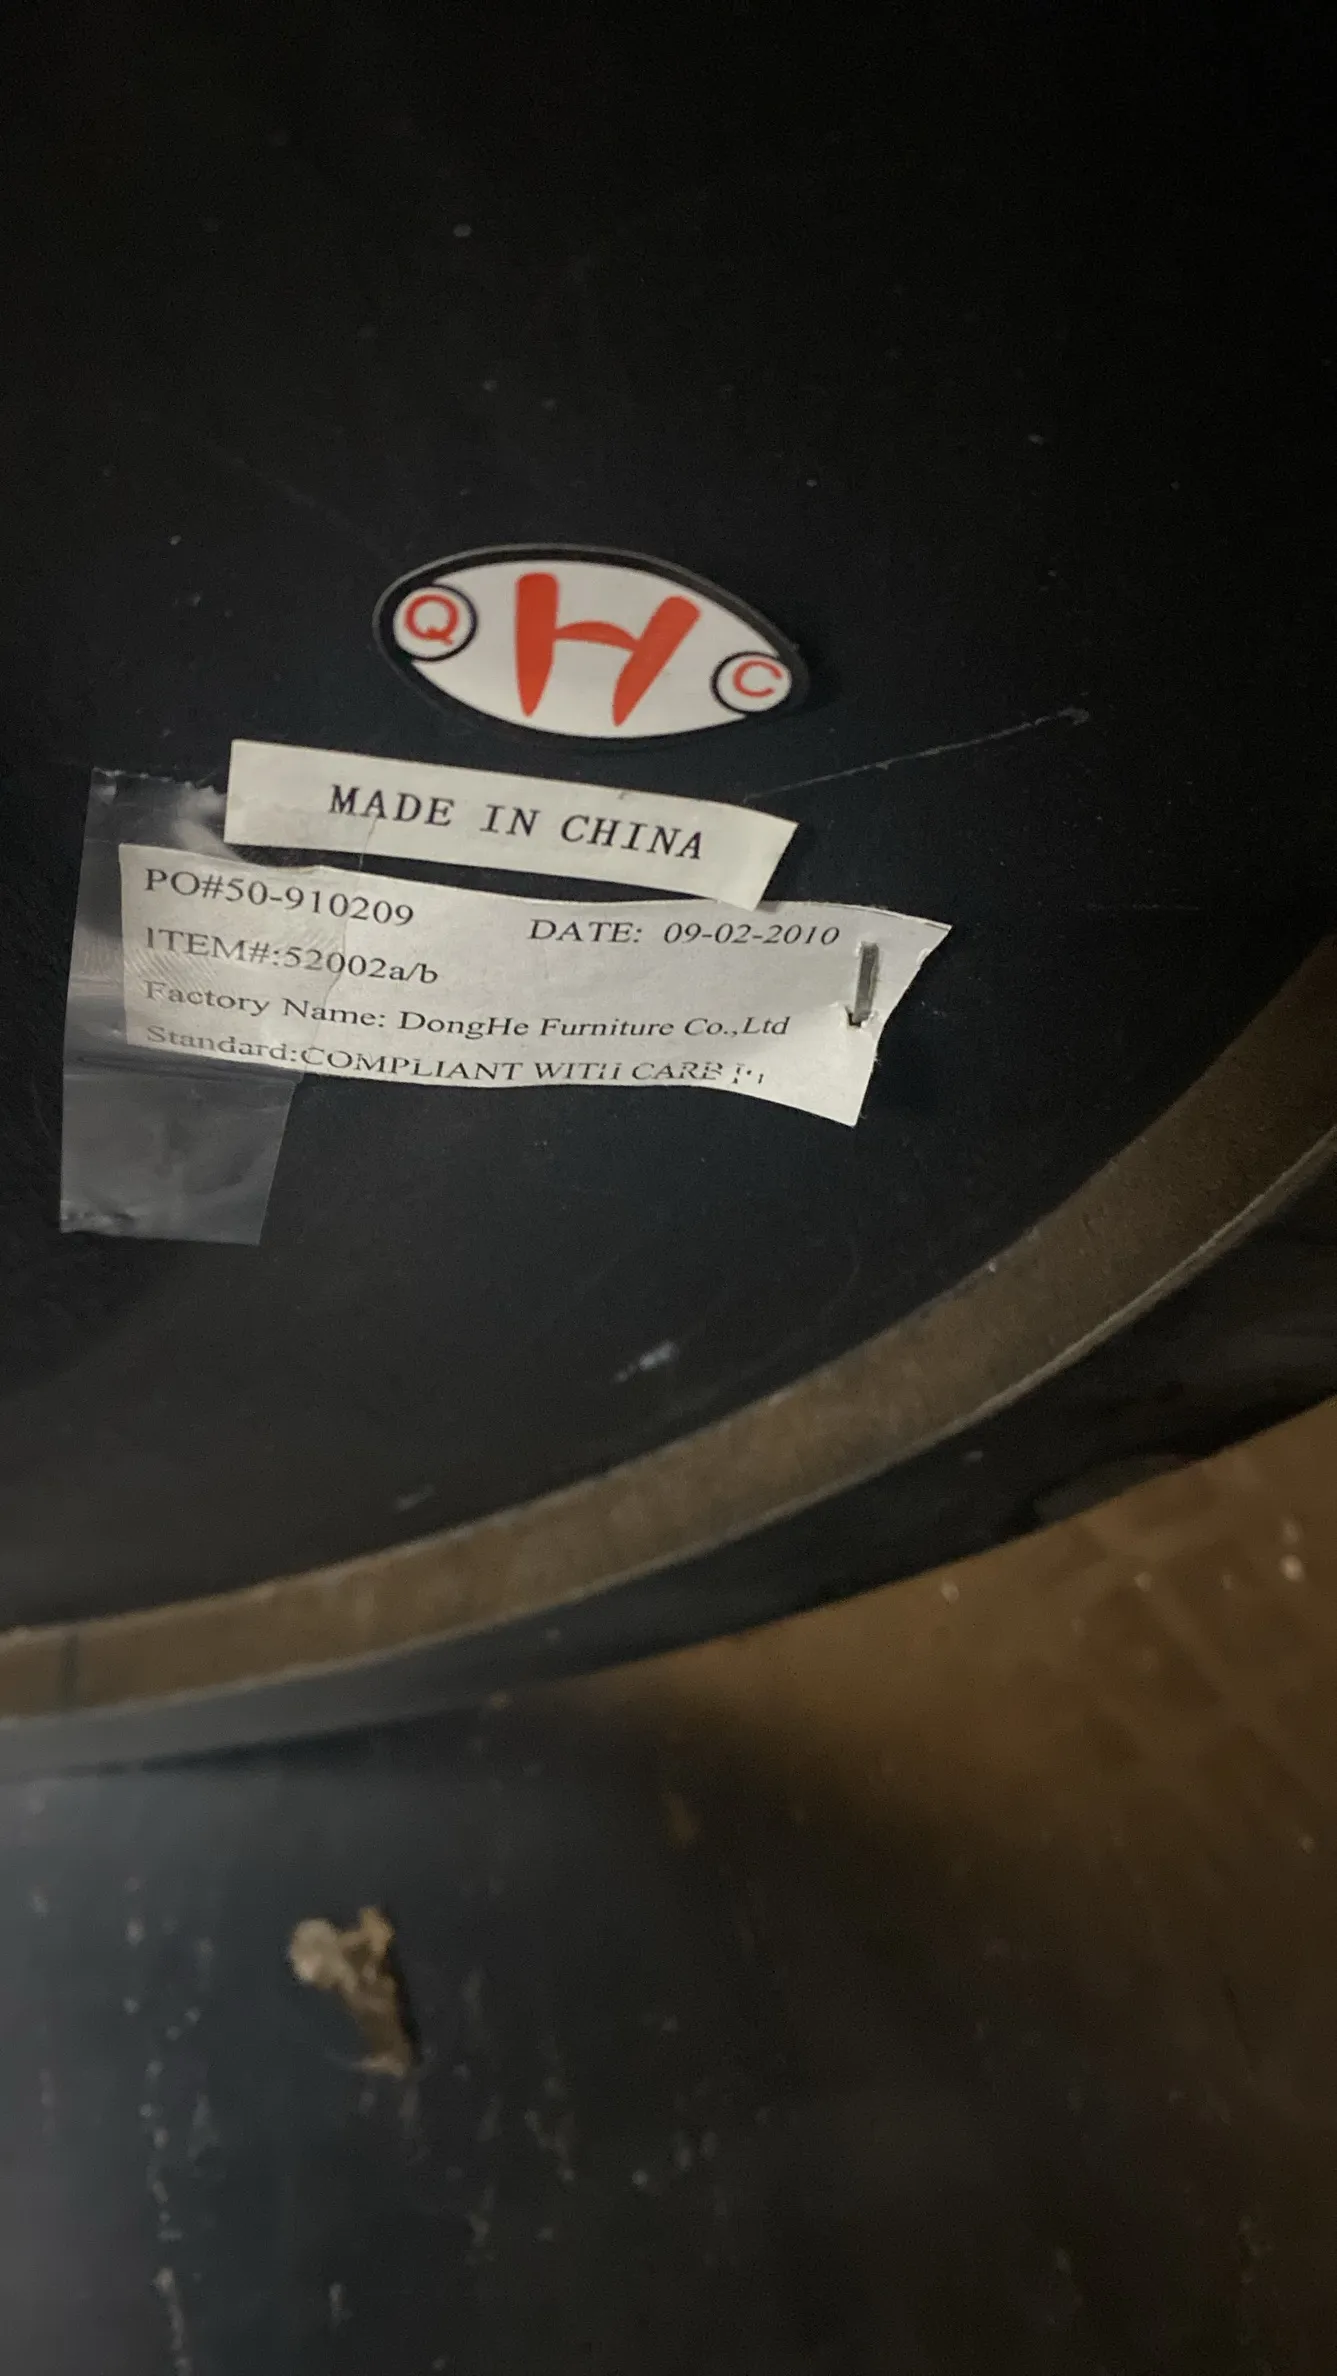 Q H C
MADE IN CHINA
PO#50-910209
DATE: 09-02-2010
ITEM#:52002a/b
Factory Name: DongHe Furniture Co.,Ltd
Standard:COMPLIANT WITH CARB